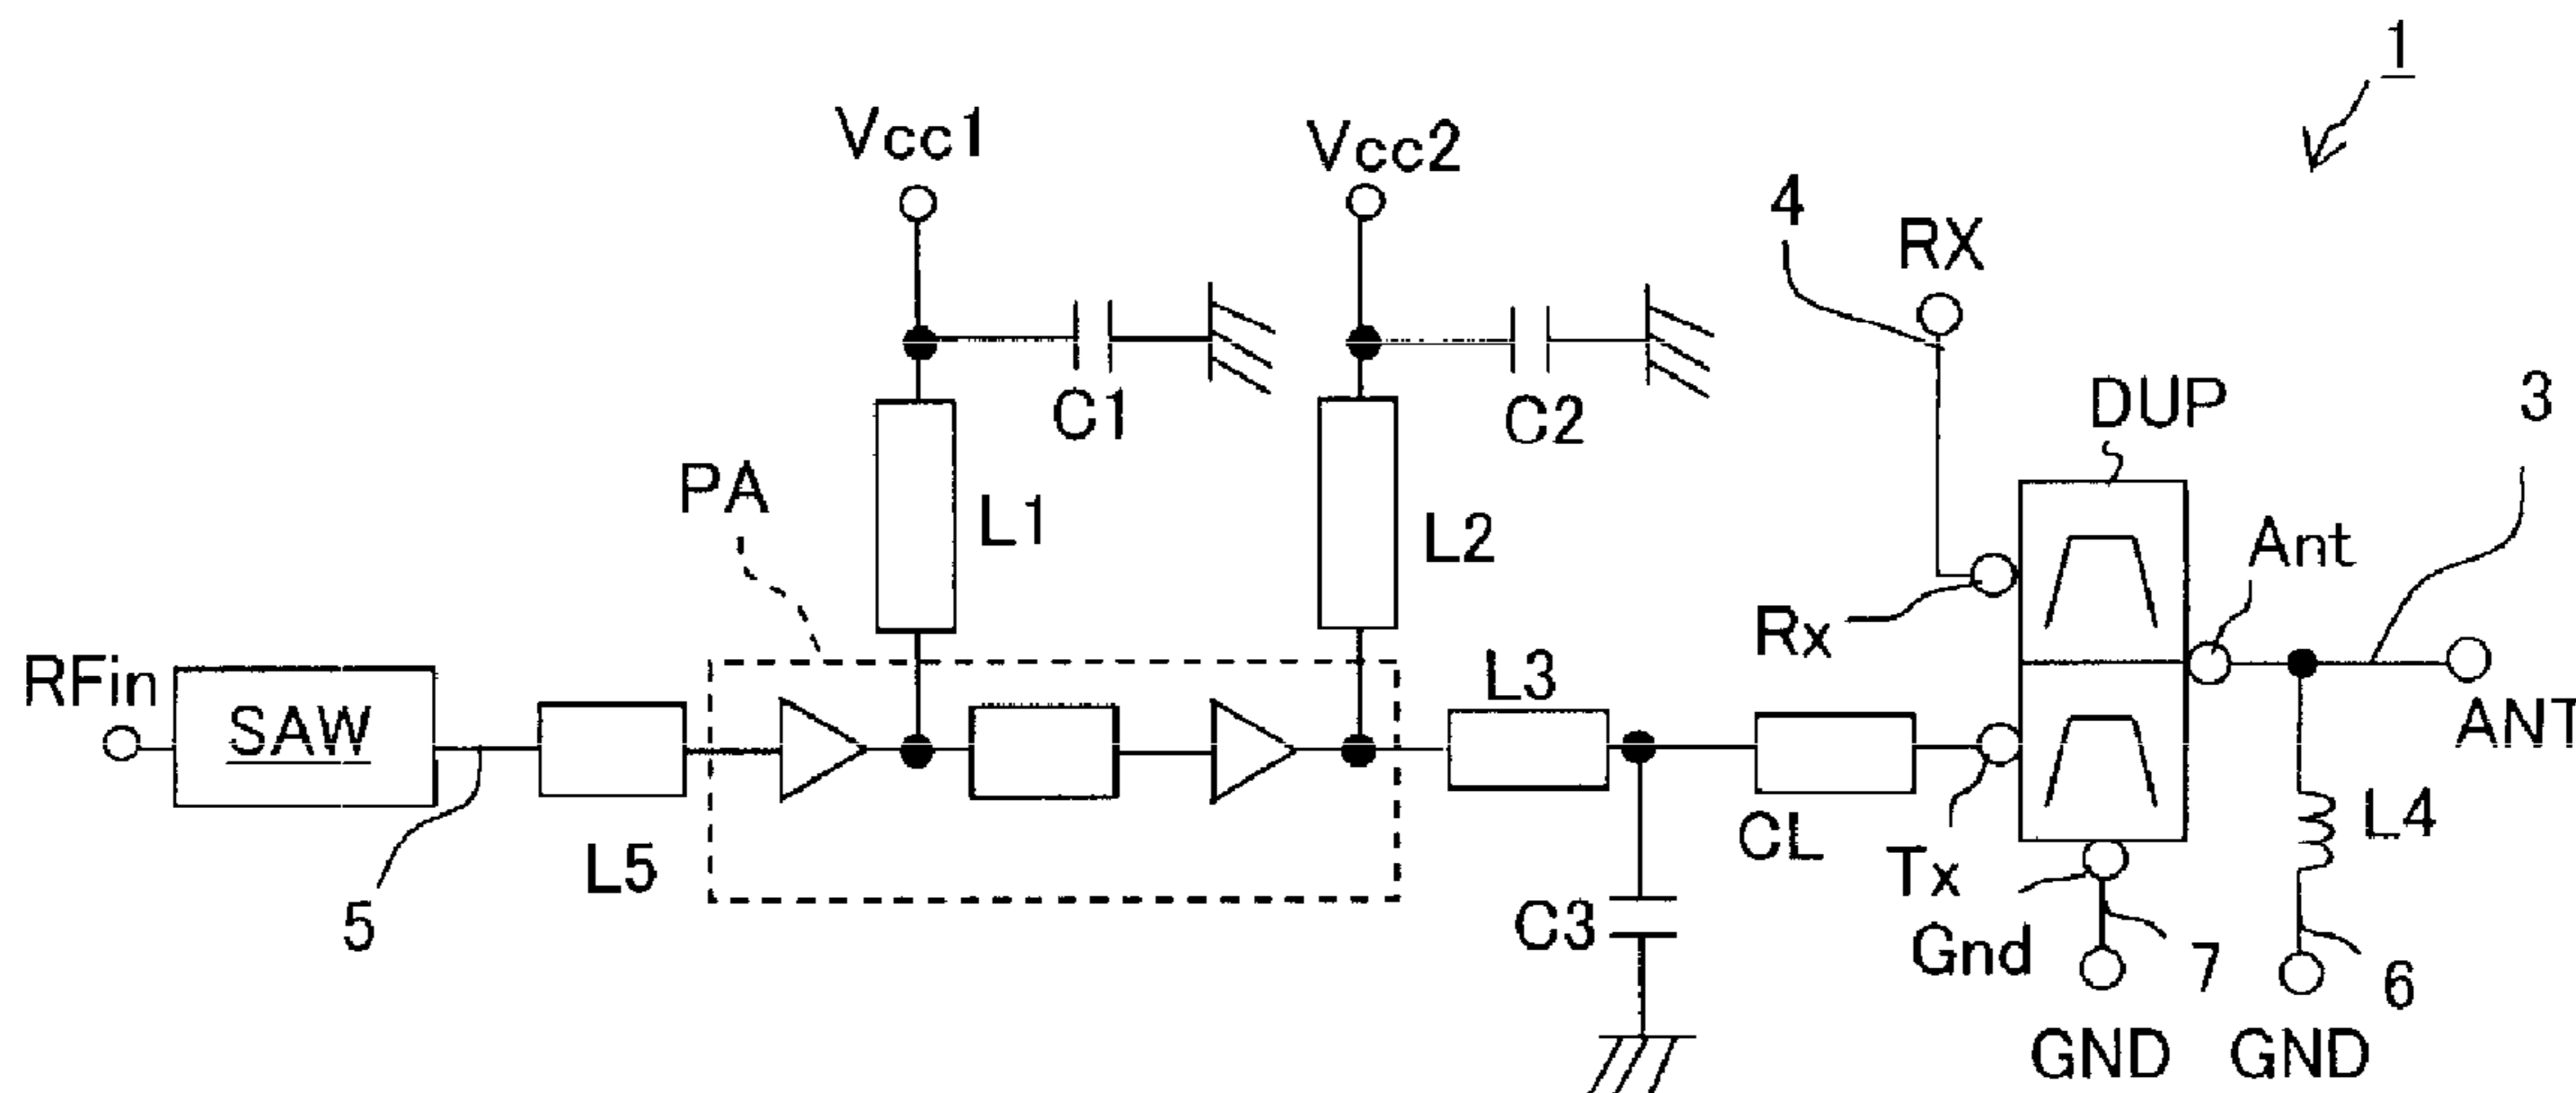 1
Vcc1
Vcc2
4
RX
C1
C2
DUP
3
PA
L1
L2
Ant
Rx
RFin
SAW
L3
ANT
L5
CL
Tx
L4
5
C3
Gnd
7
6
GND
GND